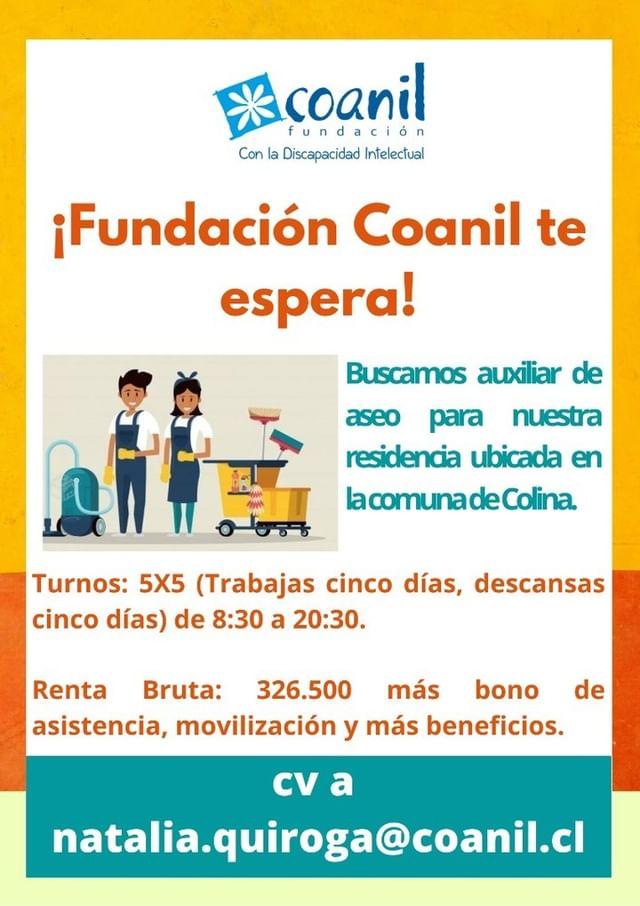 coanil
fundación
Con la Discapacidad Intelectual
¡Fundación Coanil te
espera!
Buscamos auxiliar de
aseo para nuestra
residencia ubicada en
la comuna de Colina.
Turnos: 5X5 (Trabajas cinco días, descansas
cinco días) de 8:30 a 20:30.
Renta Bruta: 326.500 más bono de
asistencia, movilización y más beneficios.
cv a
natalia.quiroga@coanil.cl